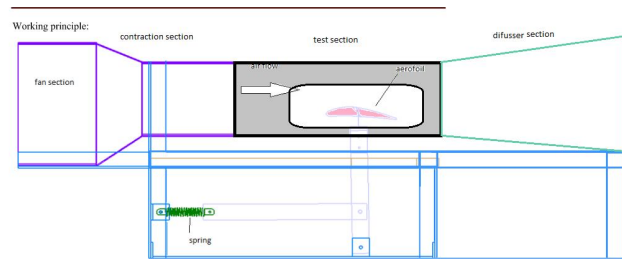 Working principle:
contraction section
test section
difusser section
fan section
air flow
aerofoil
spring